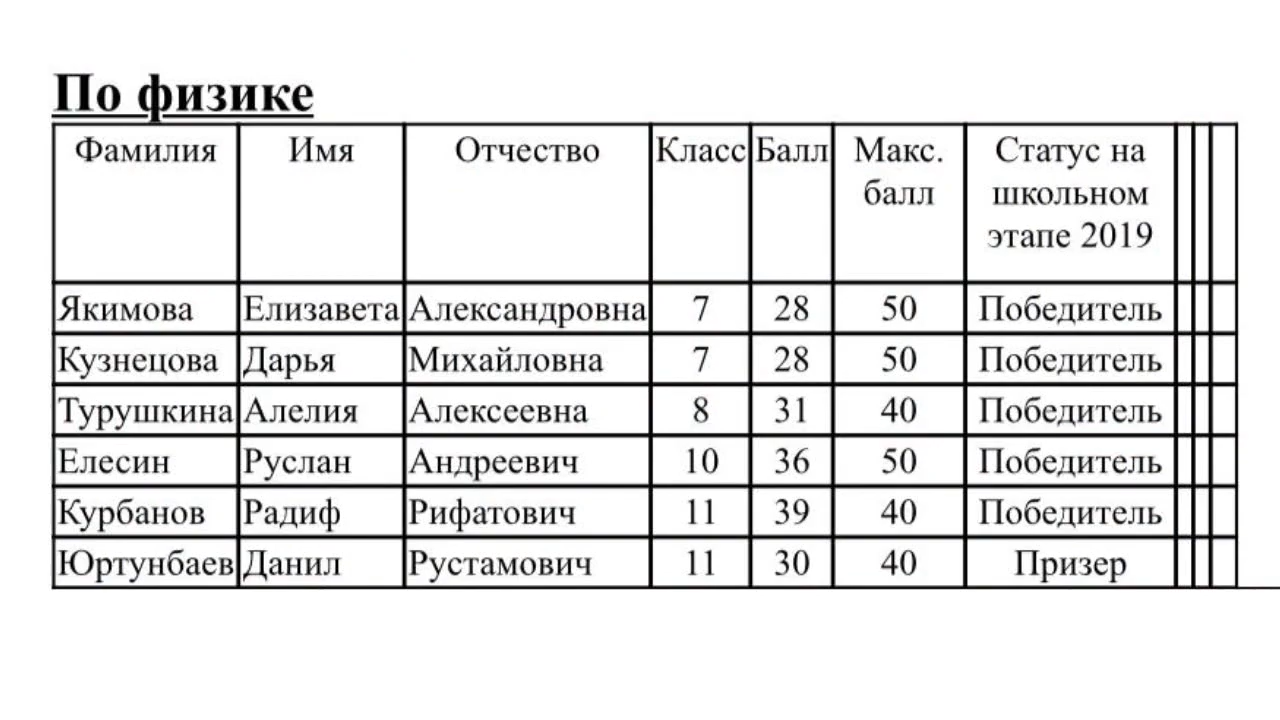 По физике
Фамилия Имя Отчество Класс Балл Макс. балл Статус на школьном этапе 2019
Якимова Елизавета Александровна 7 28 50 Победитель
Кузнецова Дарья Михайловна 7 28 50 Победитель
Турушкина Алелия Алексеевна 8 31 40 Победитель
Елесин Руслан Андреевич 10 36 50 Победитель
Курбанов Радиф Рифатович 11 39 40 Победитель
Юртунбаев Данил Рустамович 11 30 40 Призер